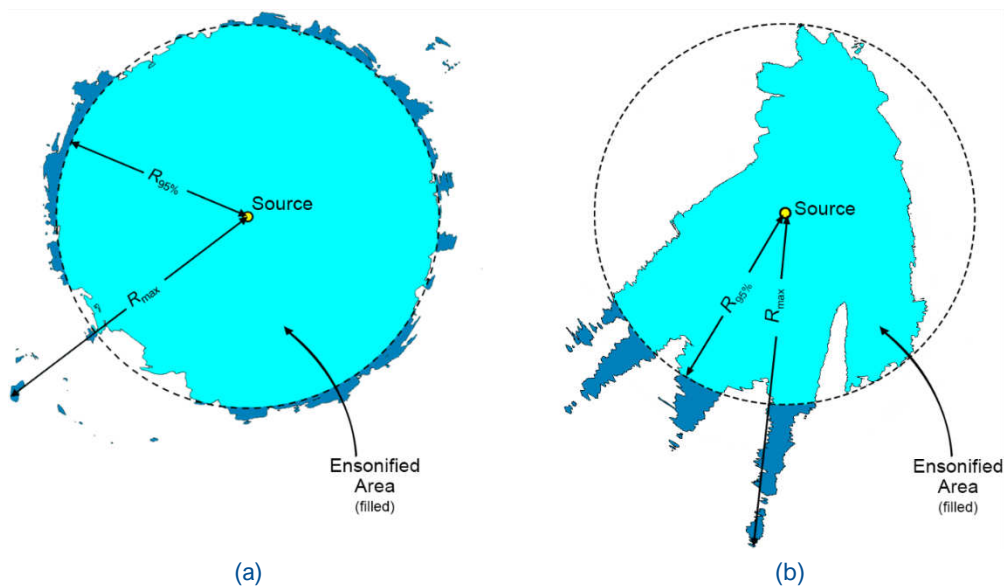 R95%
Source
Rmax
Ensonified
Area
(filled)
(a)
Source
R95%
Rmax
Ensonified
Area
(filled)
(b)